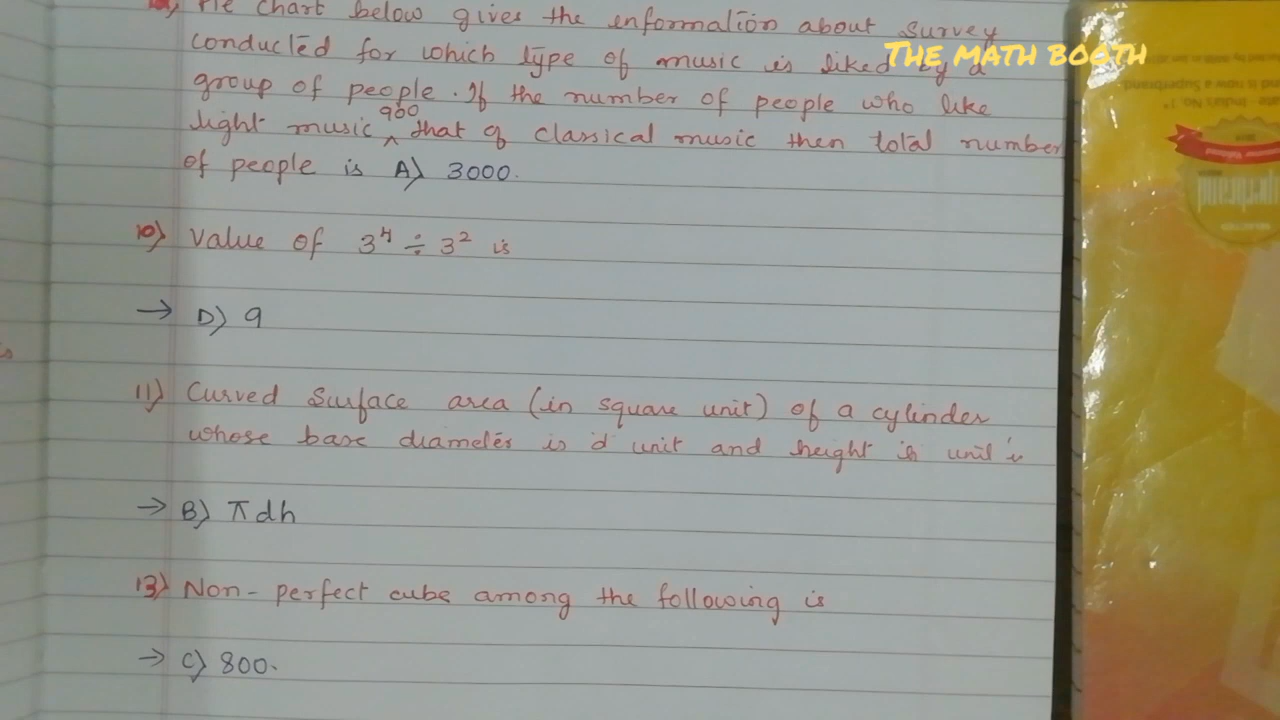 Pie chart below gives the information about survey
THE MATH BOOTH
conducted for which type of music is liked by a
group of people. If the number of people who like
900
light music ^ that of classical music then total number
of people is A) 3000.
10) Value of 3⁴ ÷ 3² is
→ D) 9
11) Curved Surface area (in square unit) of a cylinder
whose base diameter is d unit and height is unit is
→ B) πdh
13) Non-perfect cube among the following is
→ C) 800.